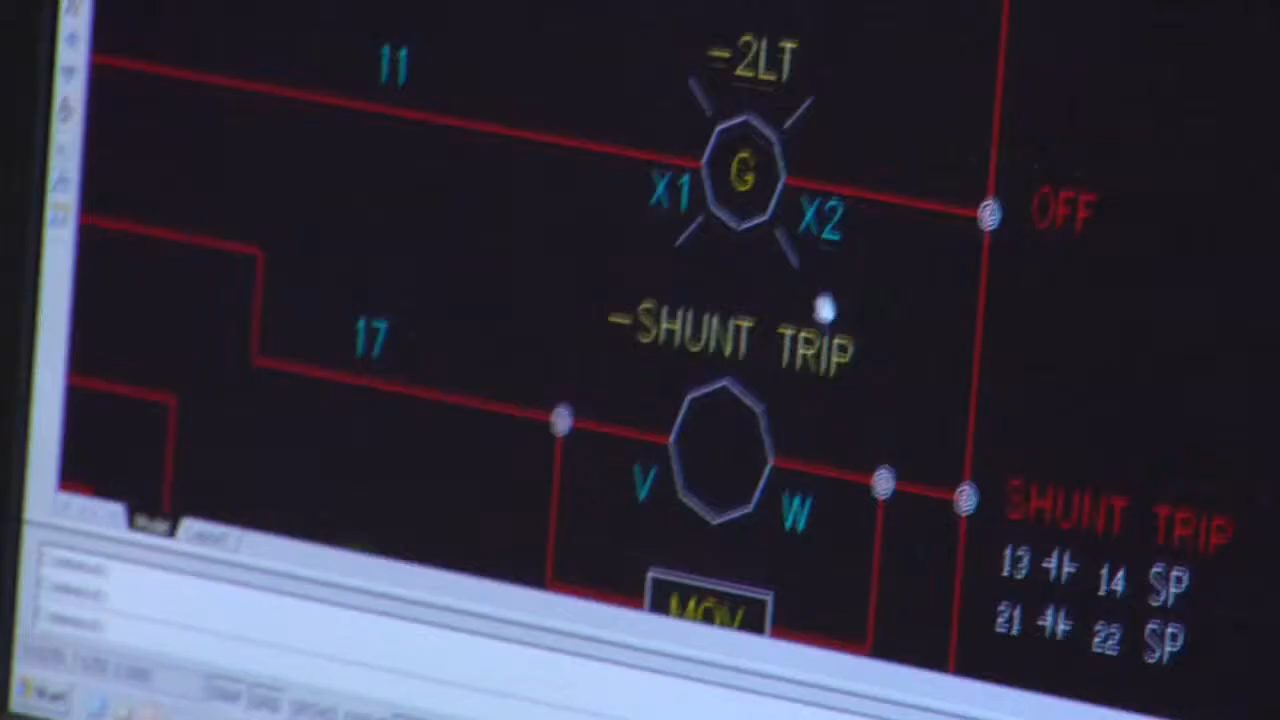 11
-2LT
G
X1
X2
OFF
17
-SHUNT TRIP
V
W
MOV
SHUNT TRIP
13 14 SP
21 22 SP